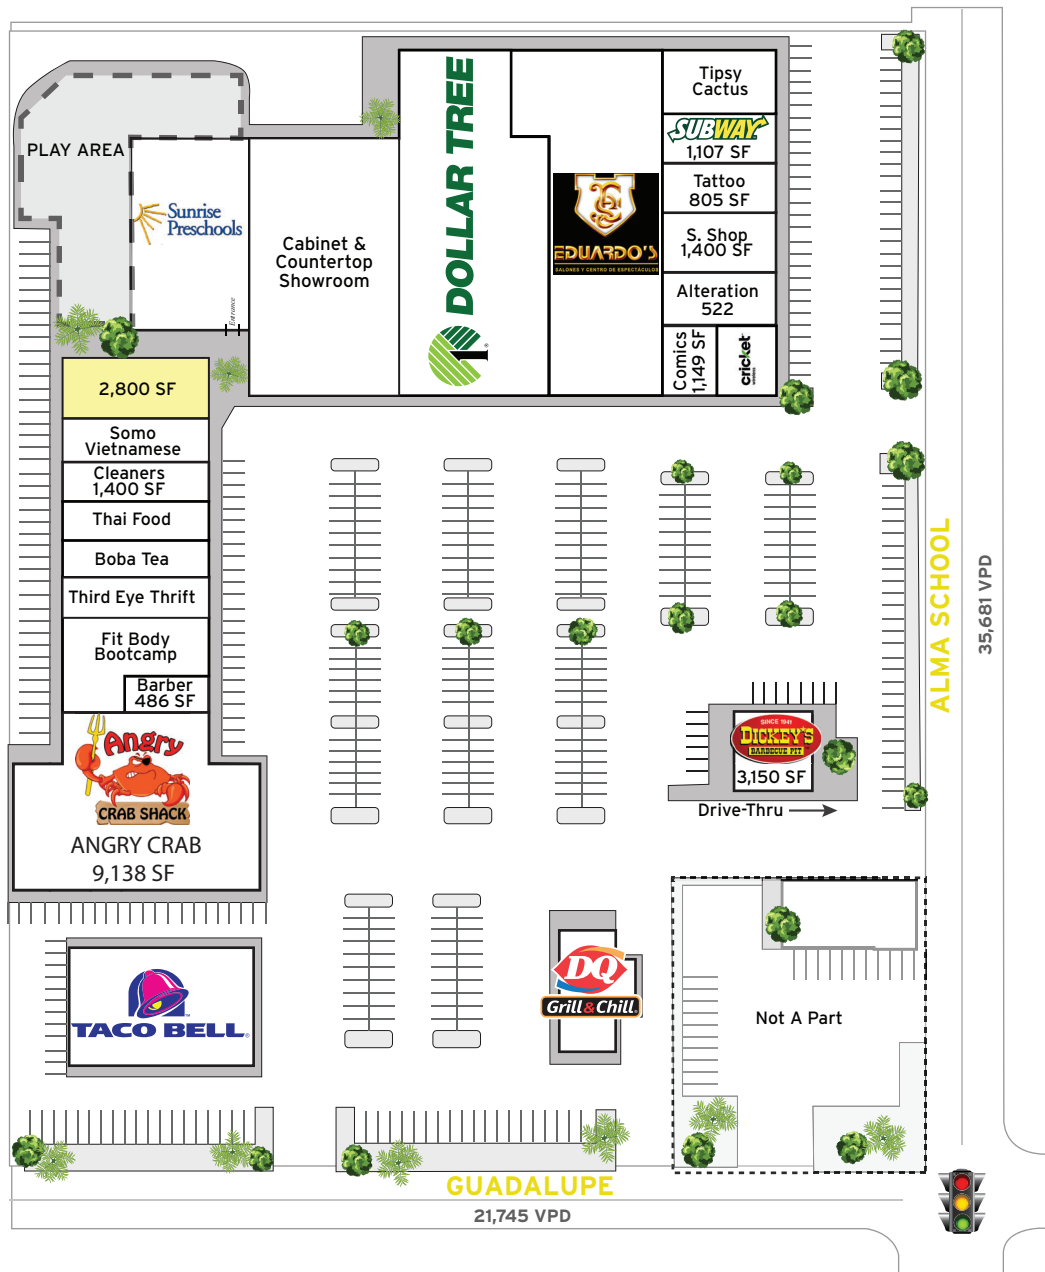 PLAY AREA
Sunrise
Preschools
Entrance
Cabinet &
Countertop
Showroom
DOLLAR TREE
1
EDUARDO'S
SALONES Y CENTRO DE ESPECTÁCULOS
Tipsy
Cactus
SUBWAY
1,107 SF
Tattoo
805 SF
S. Shop
1,400 SF
Alteration
522
Comics
1,149 SF
cricket
wireless
2,800 SF
Somo
Vietnamese
Cleaners
1,400 SF
Thai Food
Boba Tea
Third Eye Thrift
Fit Body
Bootcamp
Barber
486 SF
Angry
CRAB SHACK
ANGRY CRAB
9,138 SF
TACO BELL
SINCE 1941
DICKEY'S
BARBECUE PIT
3,150 SF
Drive-Thru
DQ
Grill & Chill
Not A Part
ALMA SCHOOL
35,681 VPD
GUADALUPE
21,745 VPD